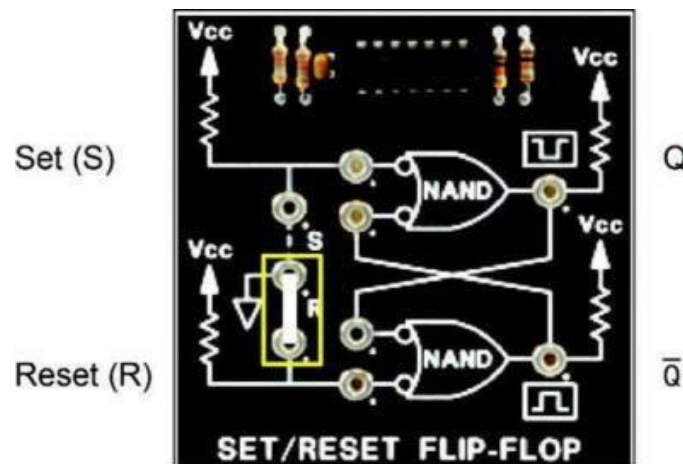 Vcc
Vcc
Set (S)
Q
NAND
S
Vcc
Vcc
R
Reset (R)
NAND
Q̅
SET/RESET FLIP-FLOP